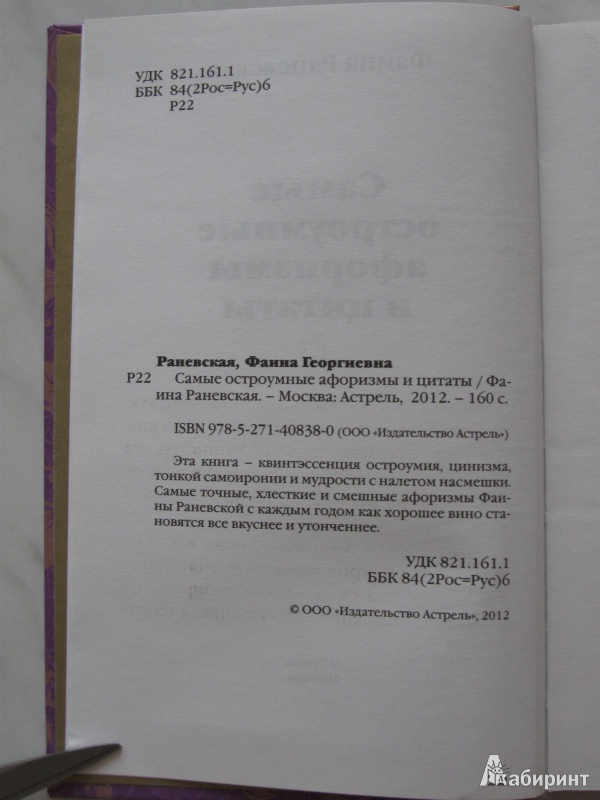 УДК 821.161.1
ББК 84(2Рос=Рус)6
Р22
Раневская, Фаина Георгиевна
Р22 Самые остроумные афоризмы и цитаты / Фа-
ина Раневская. – Москва: Астрель, 2012. – 160 с.
ISBN 978-5-271-40838-0 (ООО «Издательство Астрель»)
Эта книга – квинтэссенция остроумия, цинизма,
тонкой самоиронии и мудрости с налетом насмешки.
Самые точные, хлесткие и смешные афоризмы Фаи-
ны Раневской с каждым годом как хорошее вино ста-
новятся все вкуснее и утонченнее.
УДК 821.161.1
ББК 84(2Рос=Рус)6
© ООО «Издательство Астрель», 2012
Лабиринт